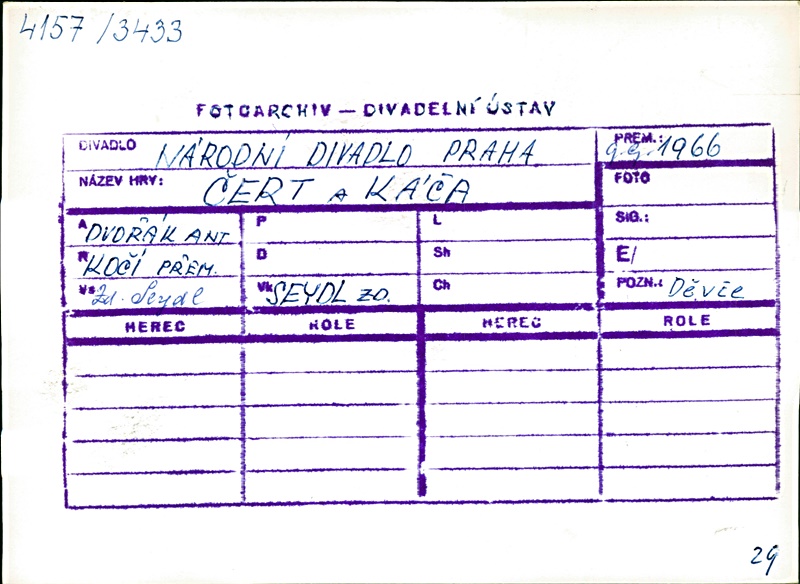 4157/3433
FOTOARCHIV — DIVADELNÍ ÚSTAV
DIVADLO NÁRODNÍ DIVADLO PRAHA
PREM.: 9.9.1966
NÁZEV HRY: ČERT A KÁČA
FOTO
A DVOŘÁK ANT.
P
L
SIG.:
R KOČÍ PŘEM.
D
Sh
E/
Vs Zd. Seydl
Vk SEYDL ZD.
Ch
POZN.: Děvče
HEREC ROLE HEREC ROLE
29